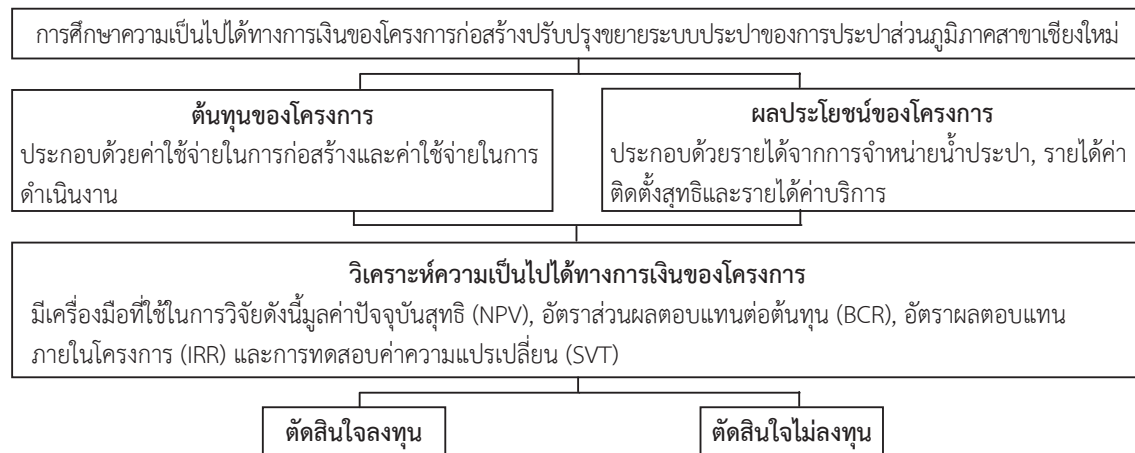 การศึกษาความเป็นไปได้ทางการเงินของโครงการก่อสร้างปรับปรุงขยายระบบประปาของการประปาส่วนภูมิภาคสาขาเชียงใหม่
ต้นทุนของโครงการ
ประกอบด้วยค่าใช้จ่ายในการก่อสร้างและค่าใช้จ่ายในการ
ดำเนินงาน
ผลประโยชน์ของโครงการ
ประกอบด้วยรายได้จากการจำหน่ายน้ำประปา, รายได้ค่า
ติดตั้งสุทธิและรายได้ค่าบริการ
วิเคราะห์ความเป็นไปได้ทางการเงินของโครงการ
มีเครื่องมือที่ใช้ในการวิจัยดังนี้มูลค่าปัจจุบันสุทธิ (NPV), อัตราส่วนผลตอบแทนต่อต้นทุน (BCR), อัตราผลตอบแทน
ภายในโครงการ (IRR) และการทดสอบค่าความแปรเปลี่ยน (SVT)
ตัดสินใจลงทุน
ตัดสินใจไม่ลงทุน